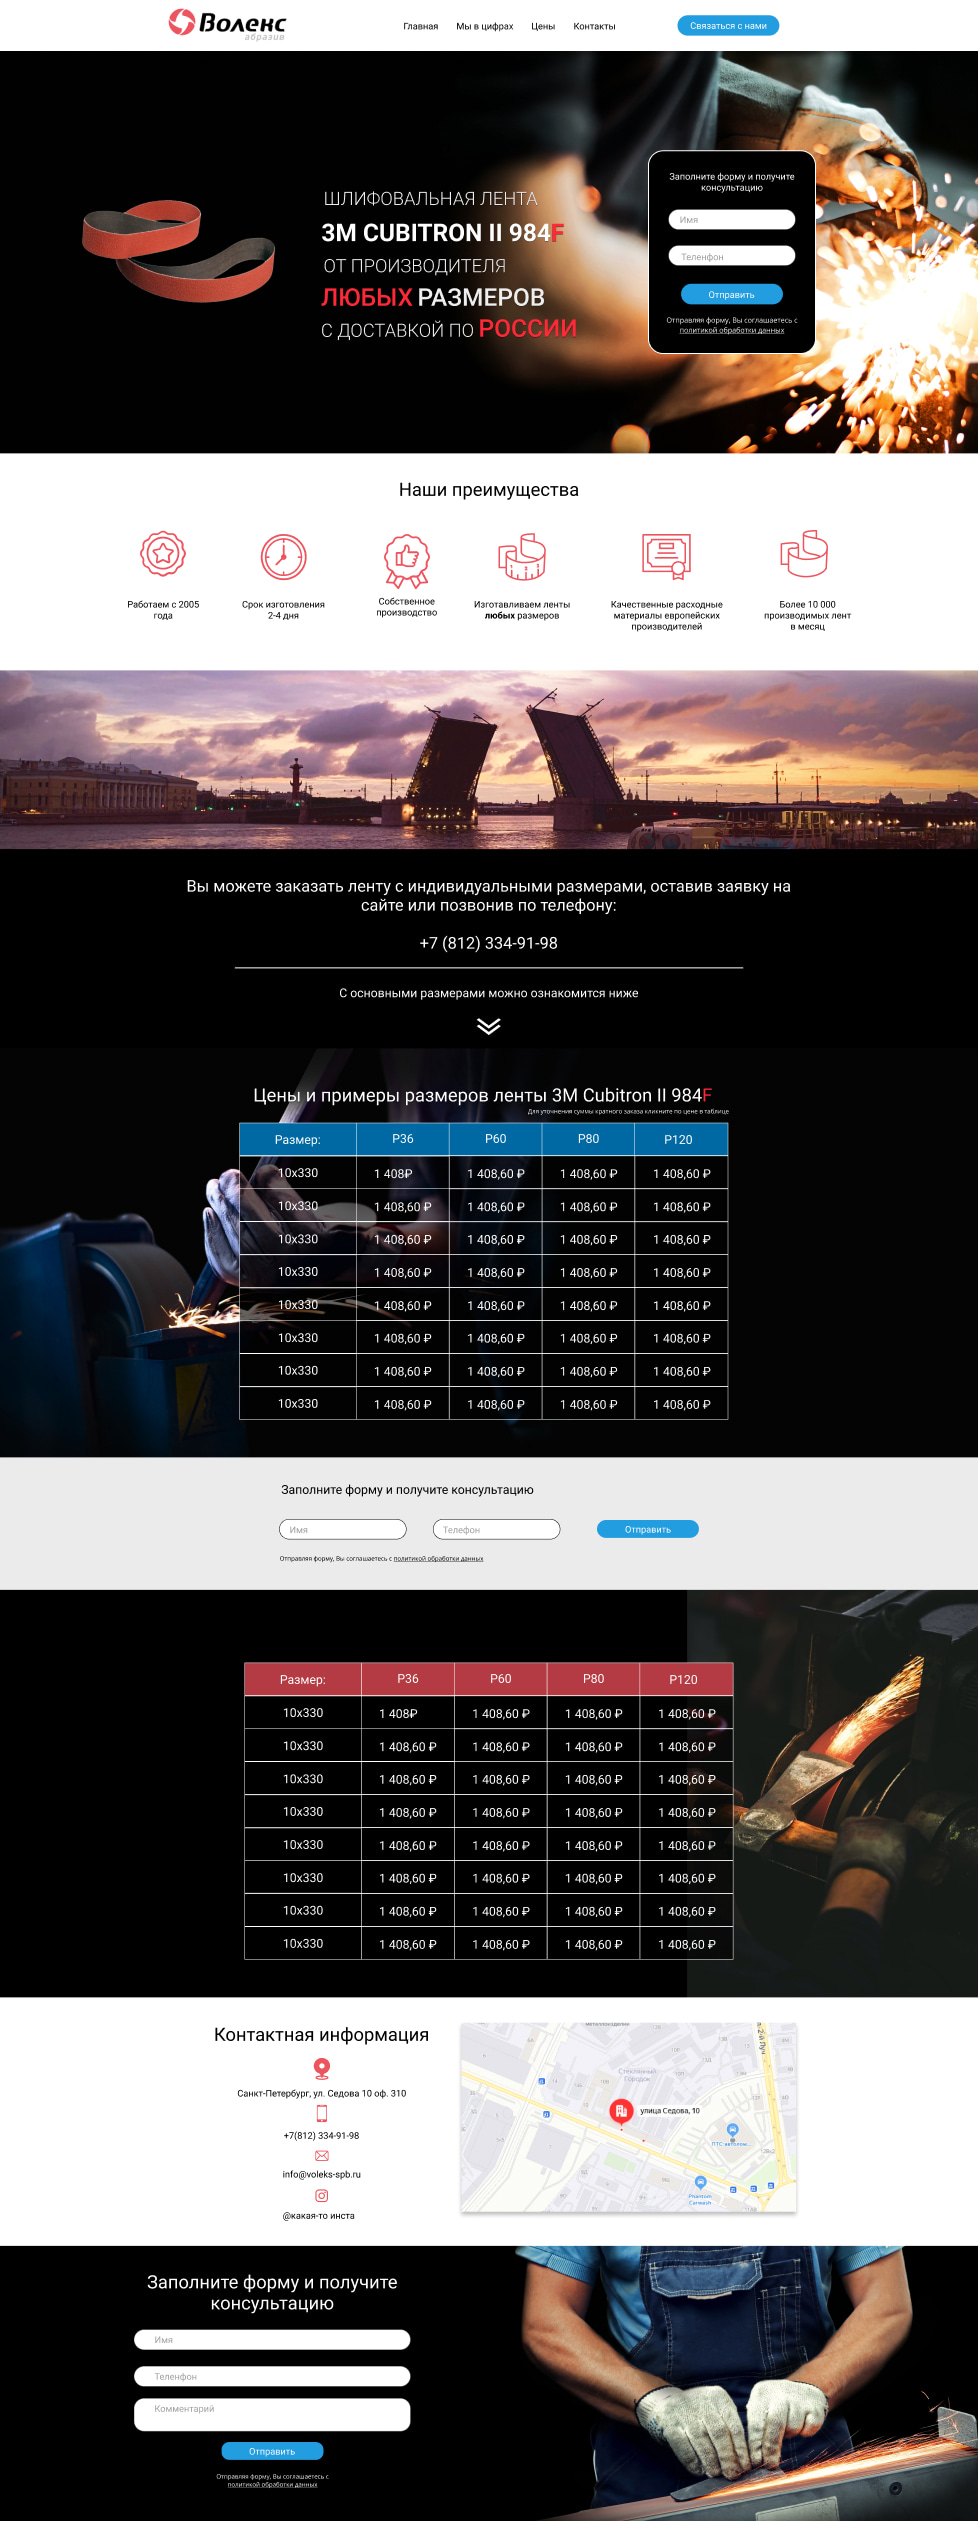 Воленс
абразив
Главная Мы в цифрах Цены Контакты
Связаться с нами
ШЛИФОВАЛЬНАЯ ЛЕНТА
3M CUBITRON II 984F
ОТ ПРОИЗВОДИТЕЛЯ
ЛЮБЫХ РАЗМЕРОВ
С ДОСТАВКОЙ ПО РОССИИ
Заполните форму и получите
консультацию
Имя
Теленфон
Отправить
Отправляя форму, Вы соглашаетесь с
политикой обработки данных
Наши преимущества
Работаем с 2005
года
Срок изготовления
2-4 дня
Собственное
производство
Изготавливаем ленты
любых размеров
Качественные расходные
материалы европейских
производителей
Более 10 000
производимых лент
в месяц
Вы можете заказать ленту с индивидуальными размерами, оставив заявку на
сайте или позвонив по телефону:
+7 (812) 334-91-98
С основными размерами можно ознакомится ниже
Цены и примеры размеров ленты 3M Cubitron II 984F
Для уточнения суммы кратного заказа кликните по цене в таблице
Размер: P36 P60 P80 P120
10x330 1 408₽ 1 408,60 ₽ 1 408,60 ₽ 1 408,60 ₽
10x330 1 408,60 ₽ 1 408,60 ₽ 1 408,60 ₽ 1 408,60 ₽
10x330 1 408,60 ₽ 1 408,60 ₽ 1 408,60 ₽ 1 408,60 ₽
10x330 1 408,60 ₽ 1 408,60 ₽ 1 408,60 ₽ 1 408,60 ₽
10x330 1 408,60 ₽ 1 408,60 ₽ 1 408,60 ₽ 1 408,60 ₽
10x330 1 408,60 ₽ 1 408,60 ₽ 1 408,60 ₽ 1 408,60 ₽
10x330 1 408,60 ₽ 1 408,60 ₽ 1 408,60 ₽ 1 408,60 ₽
10x330 1 408,60 ₽ 1 408,60 ₽ 1 408,60 ₽ 1 408,60 ₽
Заполните форму и получите консультацию
Имя Телефон Отправить
Отправляя форму, Вы соглашаетесь с политикой обработки данных
Размер: P36 P60 P80 P120
10x330 1 408₽ 1 408,60 ₽ 1 408,60 ₽ 1 408,60 ₽
10x330 1 408,60 ₽ 1 408,60 ₽ 1 408,60 ₽ 1 408,60 ₽
10x330 1 408,60 ₽ 1 408,60 ₽ 1 408,60 ₽ 1 408,60 ₽
10x330 1 408,60 ₽ 1 408,60 ₽ 1 408,60 ₽ 1 408,60 ₽
10x330 1 408,60 ₽ 1 408,60 ₽ 1 408,60 ₽ 1 408,60 ₽
10x330 1 408,60 ₽ 1 408,60 ₽ 1 408,60 ₽ 1 408,60 ₽
10x330 1 408,60 ₽ 1 408,60 ₽ 1 408,60 ₽ 1 408,60 ₽
10x330 1 408,60 ₽ 1 408,60 ₽ 1 408,60 ₽ 1 408,60 ₽
Контактная информация
Санкт-Петербург, ул. Седова 10 оф. 310
+7(812) 334-91-98
info@voleks-spb.ru
@какая-то инста
Стеклянный
Городок
улица Седова, 10
ПТС: автолом...
Phantom
Carwash
Заполните форму и получите
консультацию
Имя
Теленфон
Комментарий
Отправить
Отправляя форму, Вы соглашаетесь с
политикой обработки данных